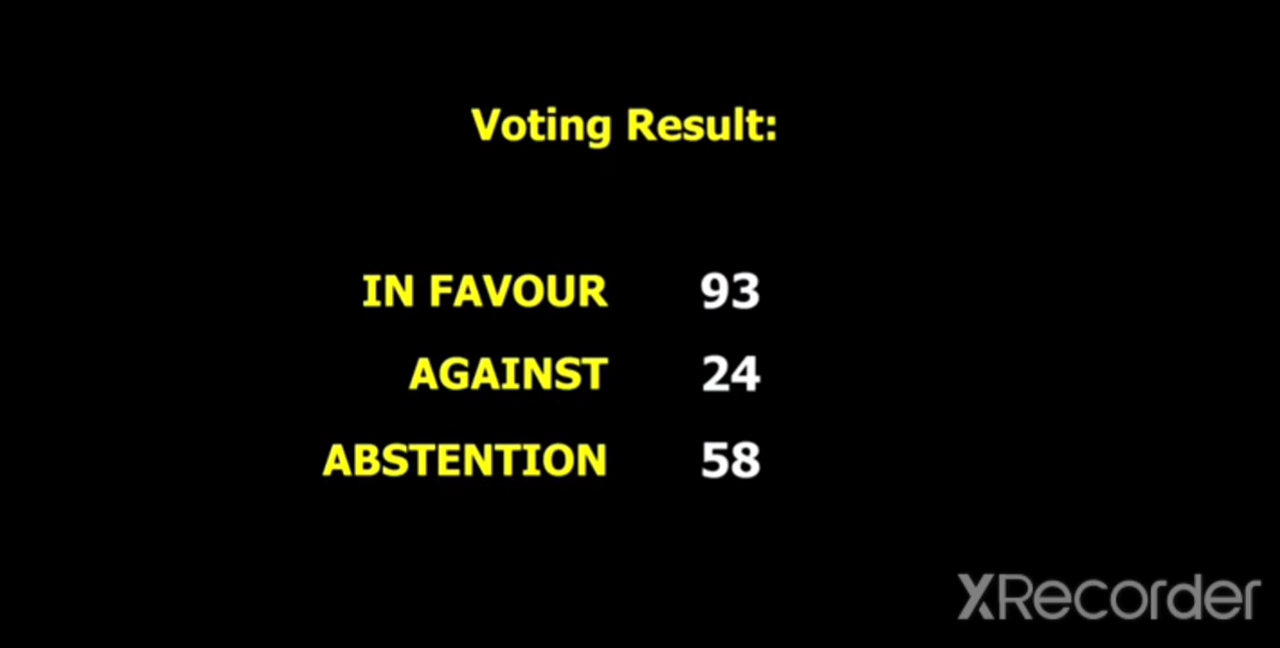 Voting Result:
IN FAVOUR 93
AGAINST 24
ABSTENTION 58
XRecorder